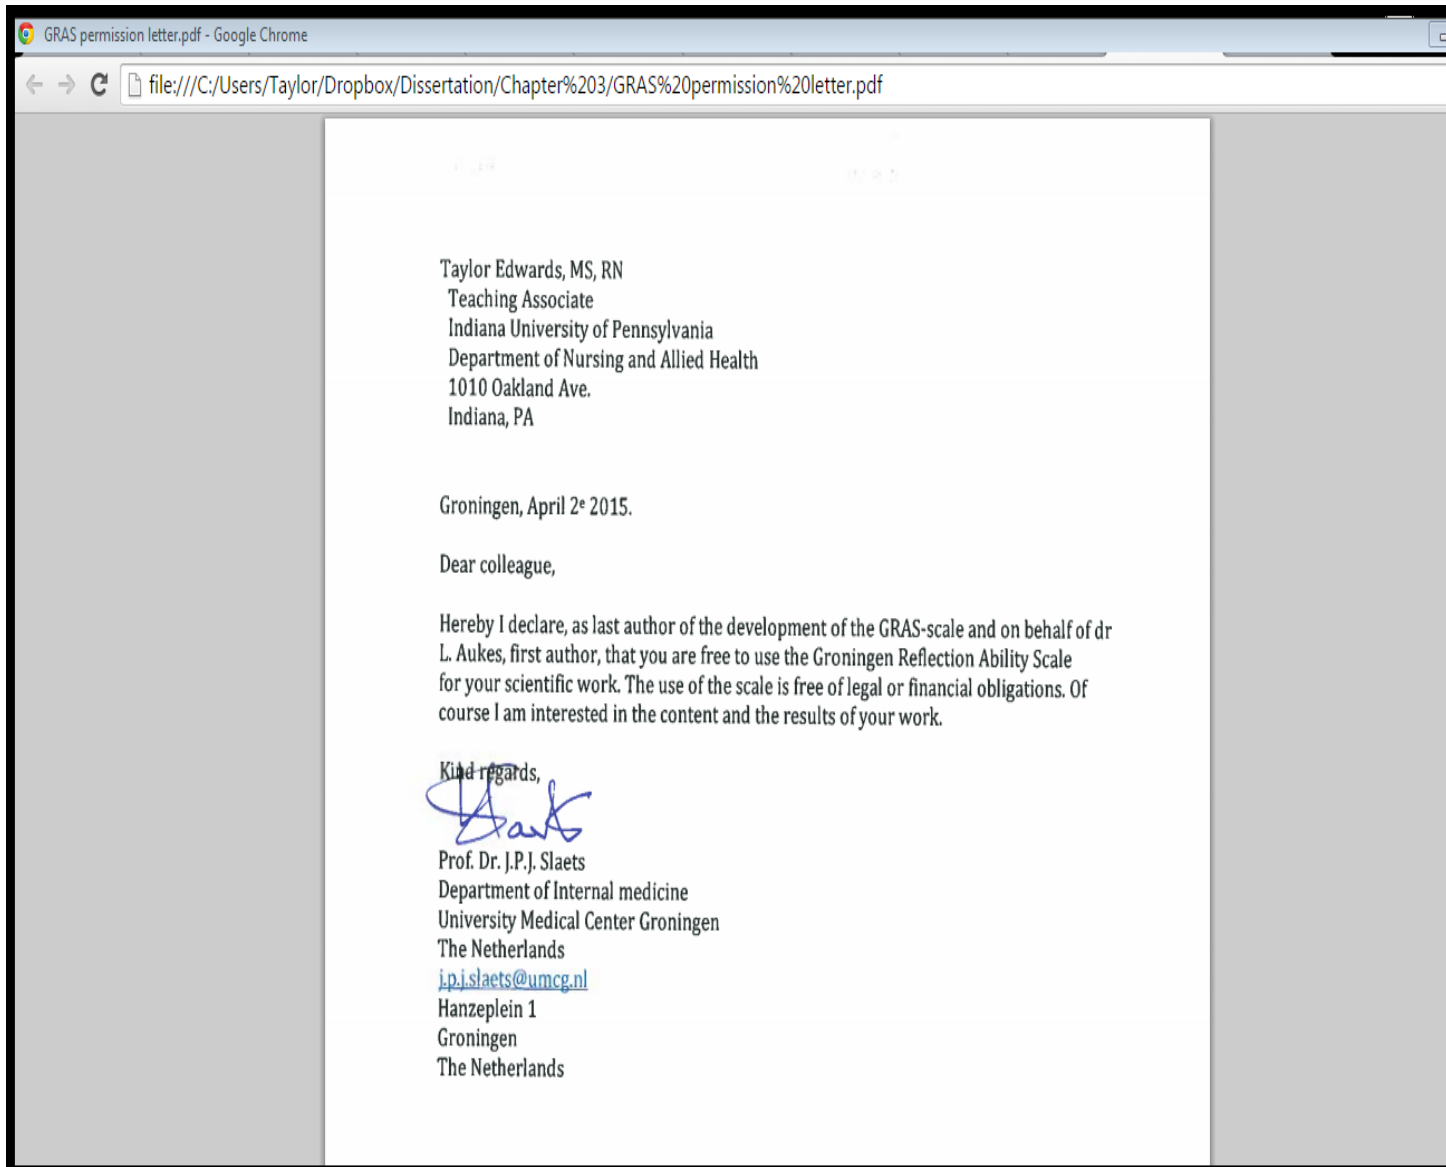 GRAS permission letter.pdf - Google Chrome
file:///C:/Users/Taylor/Dropbox/Dissertation/Chapter%203/GRAS%20permission%20letter.pdf
Taylor Edwards, MS, RN
Teaching Associate
Indiana University of Pennsylvania
Department of Nursing and Allied Health
1010 Oakland Ave.
Indiana, PA
Groningen, April 2e 2015.
Dear colleague,
Hereby I declare, as last author of the development of the GRAS-scale and on behalf of dr
L. Aukes, first author, that you are free to use the Groningen Reflection Ability Scale
for your scientific work. The use of the scale is free of legal or financial obligations. Of
course I am interested in the content and the results of your work.
Kind regards,
Prof. Dr. J.P.J. Slaets
Department of Internal medicine
University Medical Center Groningen
The Netherlands
j.p.j.slaets@umcg.nl
Hanzeplein 1
Groningen
The Netherlands